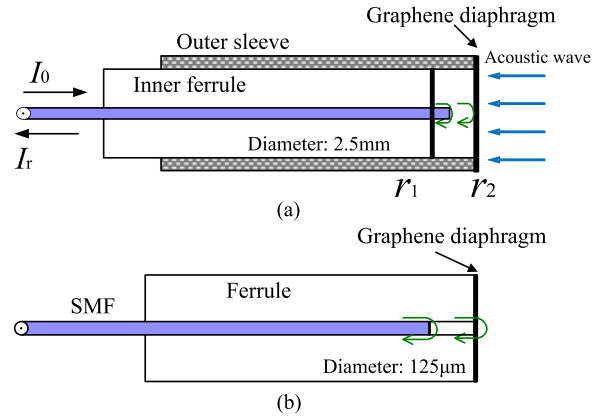 Graphene diaphragm
Outer sleeve
Acoustic wave
I0
Inner ferrule
Ir
Diameter: 2.5mm
r1 r2
(a)
Graphene diaphragm
Ferrule
SMF
Diameter: 125μm
(b)